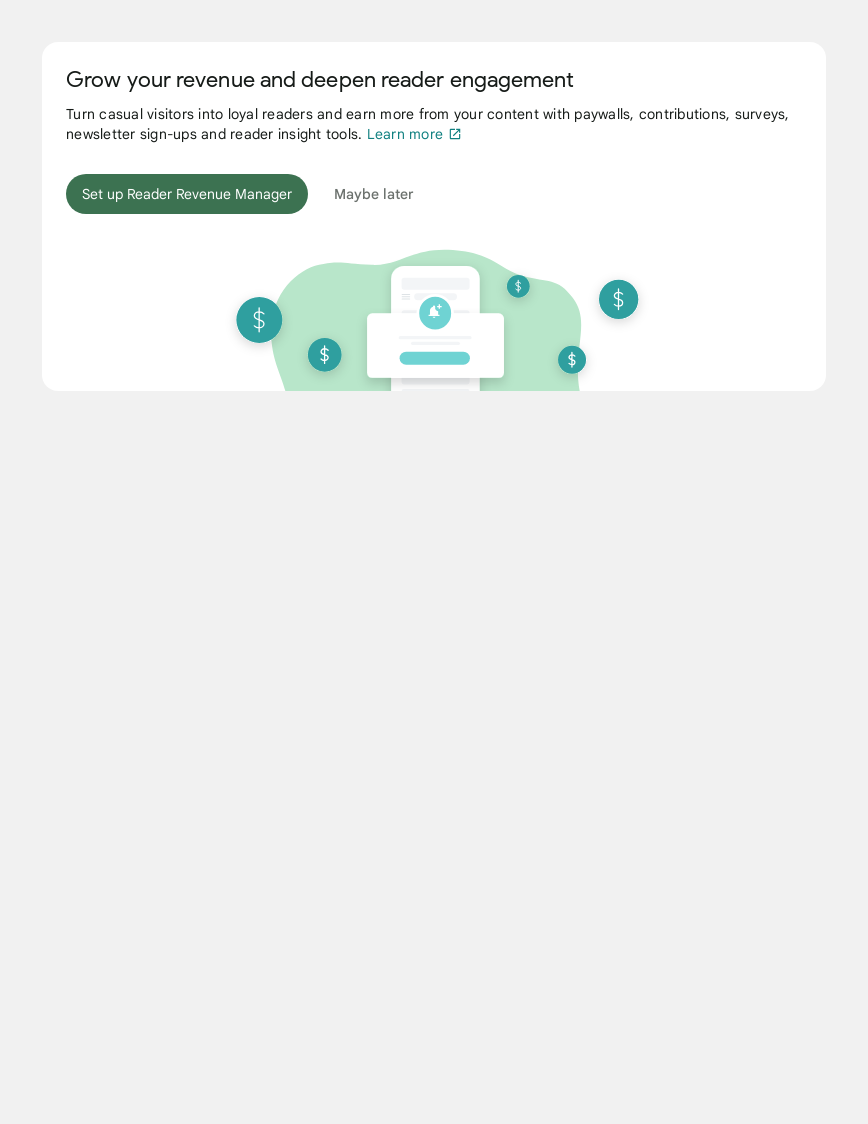 Grow your revenue and deepen reader engagement
Turn casual visitors into loyal readers and earn more from your content with paywalls, contributions, surveys,
newsletter sign-ups and reader insight tools. Learn more
Set up Reader Revenue Manager
Maybe later
$
$
$
$
$